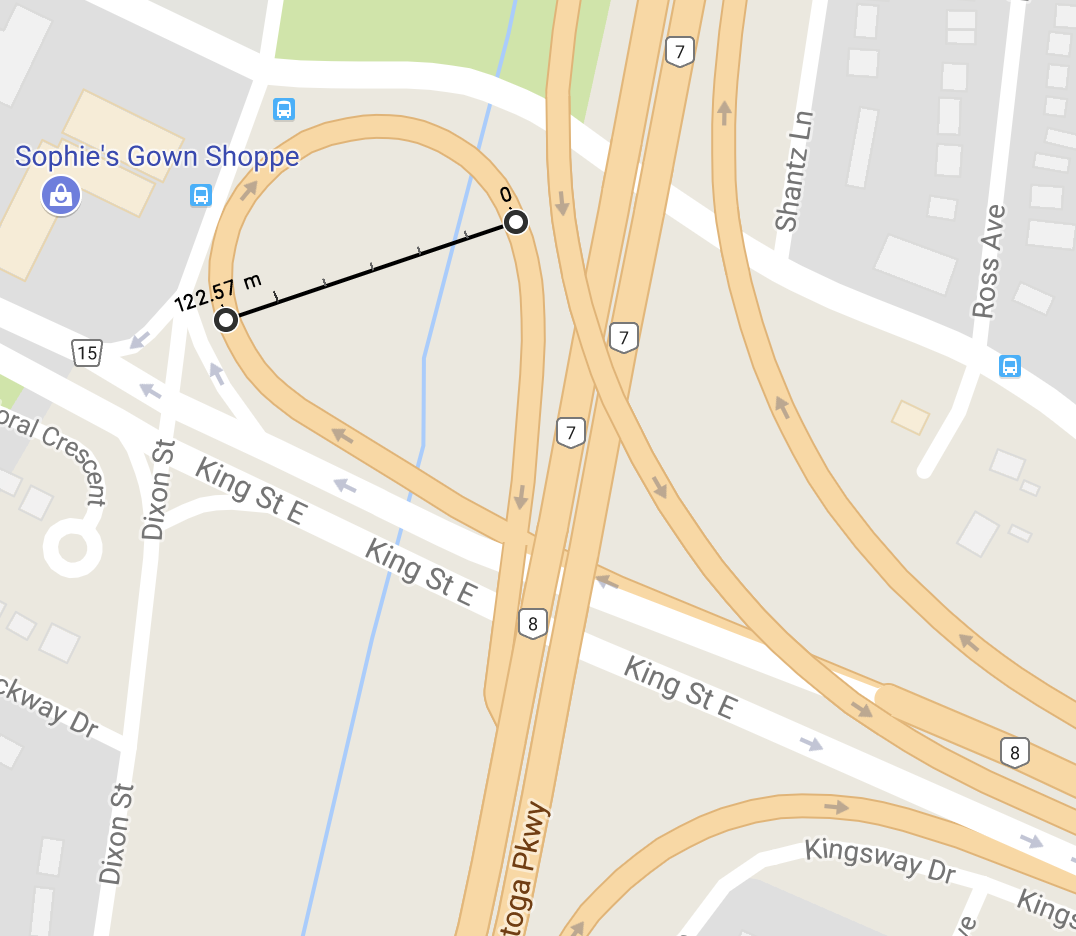 7
Shantz Ln
Sophie's Gown Shoppe
0
Ross Ave
122.57 m
7
15
7
oral Crescent
Dixon St
King St E
King St E
8
King St E
ckway Dr
8
Dixon St
toga Pkwy
Kingsway Dr
Kings
ve